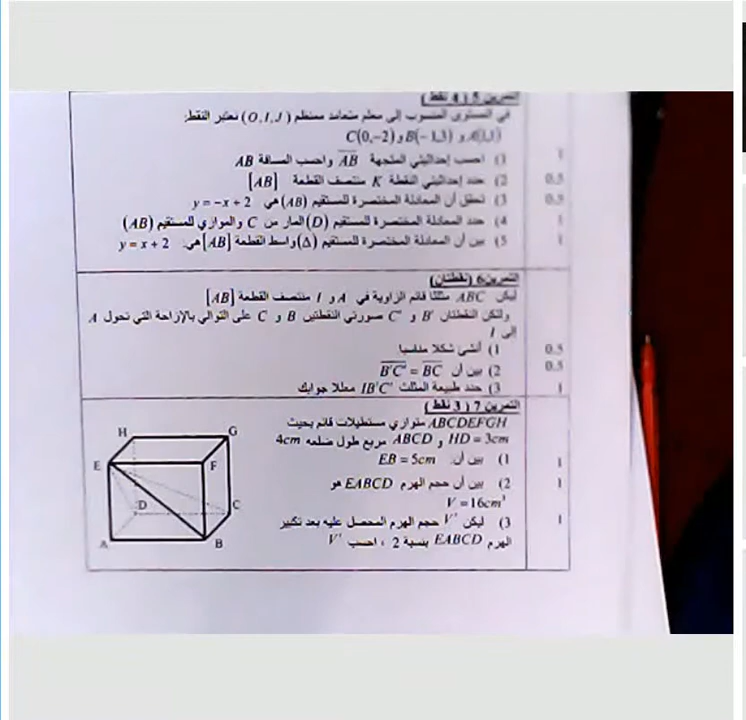 التمرين 5 ( 4 نقط )
في المستوى المنسوب إلى معلم متعامد ممنظم (O,I,J) نعتبر النقط:
A(1,1) و B(-1,3) و C(0,-2)
1) احسب إحداثيتي المتجهة AB واحسب المسافة AB 1
2) حدد إحداثيتي النقطة K منتصف القطعة [AB] 0.5
3) تحقق أن المعادلة المختصرة للمستقيم (AB) هي y = -x + 2 0.5
4) حدد المعادلة المختصرة للمستقيم (D) المار من C والموازي للمستقيم (AB) 1
5) بين أن المعادلة المختصرة للمستقيم (Δ) واسط القطعة [AB] هي: y = x + 2 1
التمرين 6 (نقطتان)
ليكن ABC مثلثا قائم الزاوية في A و I منتصف القطعة [AB]
ولتكن النقطتان B' و C' صورتي النقطتين B و C على التوالي بالإزاحة التي تحول A
إلى I
1) أنشئ شكلا مناسبا 0.5
2) بين أن B'C' = BC 0.5
3) حدد طبيعة المثلث IB'C' معللا جوابك 1
التمرين 7 ( 3 نقط )
ABCDEFGH متوازي مستطيلات قائم بحيث
HD = 3cm و ABCD مربع طول ضلعه 4cm
1) بين أن: EB = 5cm 1
2) بين أن حجم الهرم EABCD هو 1
V = 16cm³
3) ليكن V' حجم الهرم المحصل عليه بعد تكبير 1
الهرم EABCD بنسبة 2 ، احسب V'
H G
E F
D C
A B